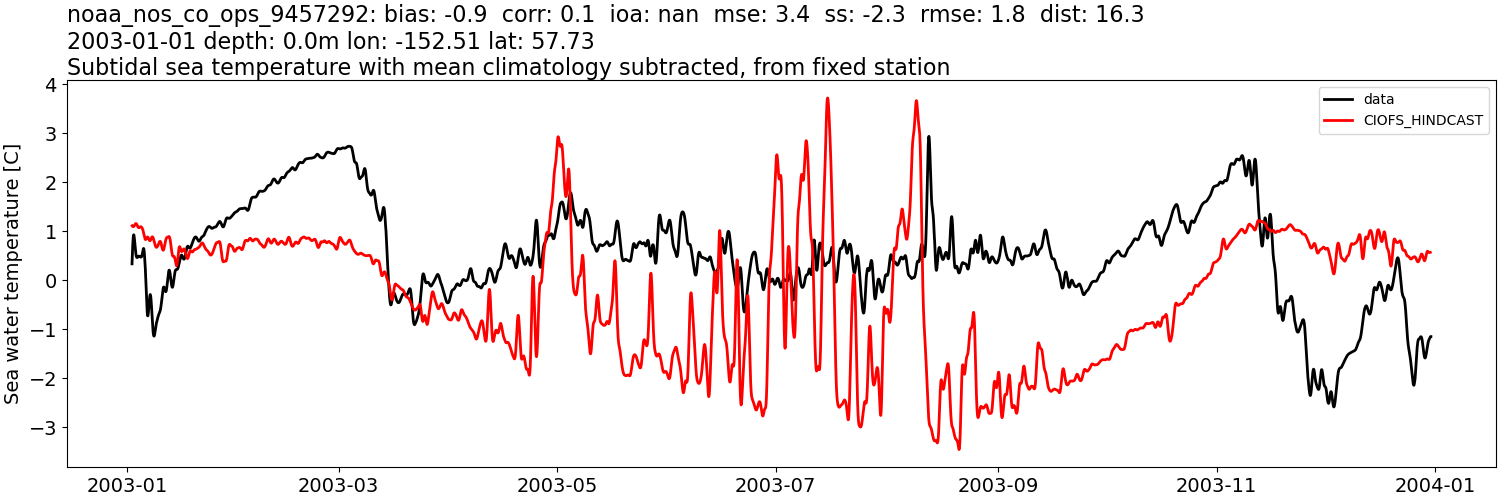 noaa_nos_co_ops_9457292: bias: -0.9  corr: 0.1  ioa: nan  mse: 3.4  ss: -2.3  rmse: 1.8  dist: 16.3
2003-01-01 depth: 0.0m lon: -152.51 lat: 57.73
Subtidal sea temperature with mean climatology subtracted, from fixed station
data
CIOFS_HINDCAST
Sea water temperature [C]
4
3
2
1
0
−1
−2
−3
2003-01
2003-03
2003-05
2003-07
2003-09
2003-11
2004-01